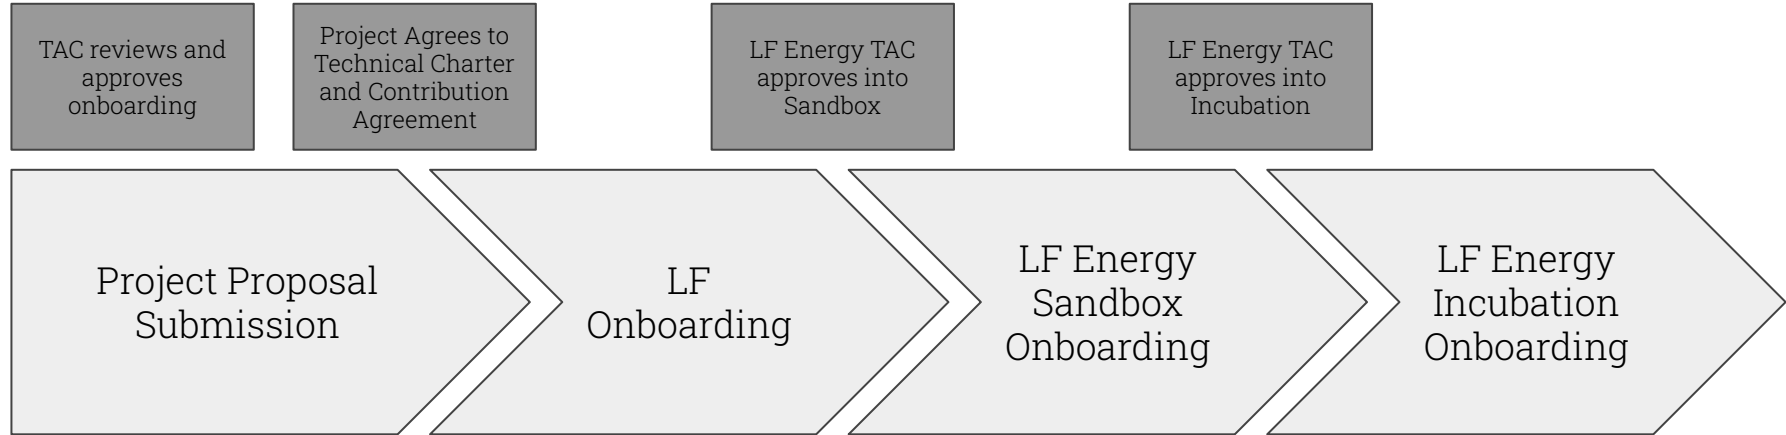 TAC reviews and
approves
onboarding
Project Agrees to
Technical Charter
and Contribution
Agreement
LF Energy TAC
approves into
Sandbox
LF Energy TAC
approves into
Incubation
Project Proposal
Submission
LF
Onboarding
LF Energy
Sandbox
Onboarding
LF Energy
Incubation
Onboarding